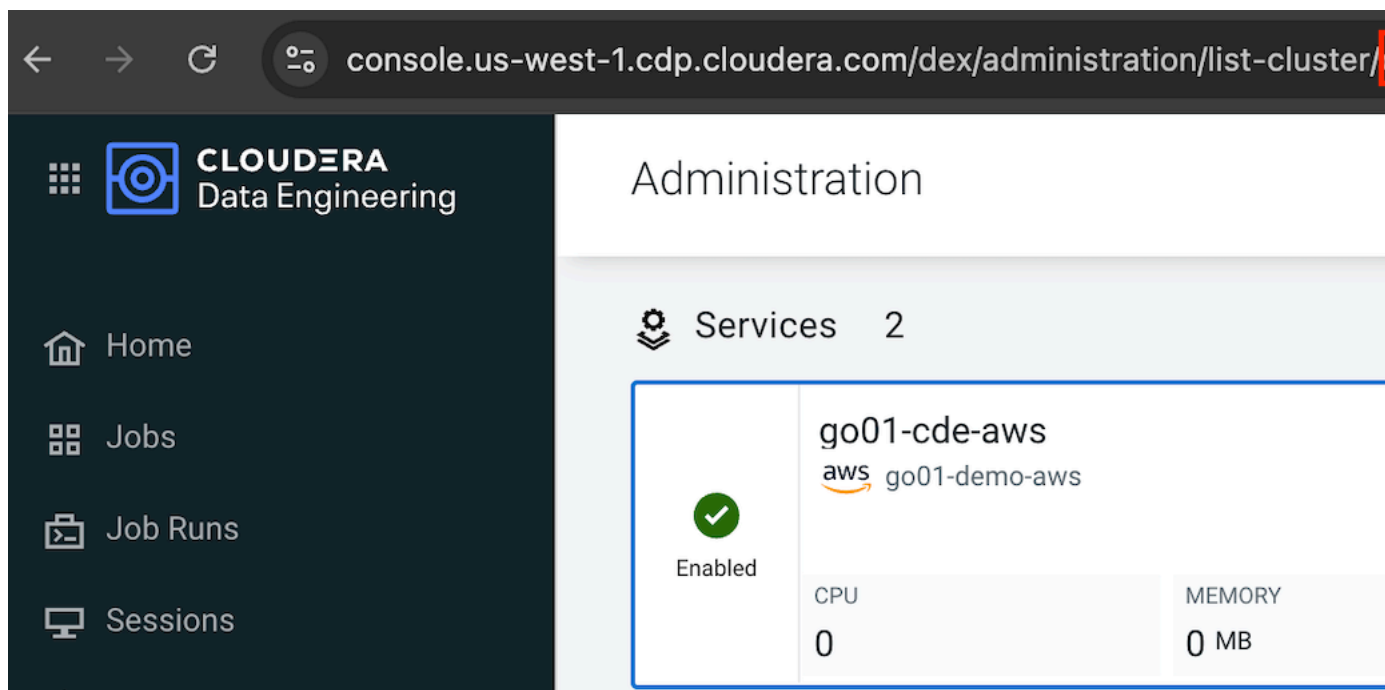 console.us-west-1.cdp.cloudera.com/dex/administration/list-cluster/
CLOUDERA
Data Engineering
Home
Jobs
Job Runs
Sessions
Administration
Services 2
Enabled
go01-cde-aws
aws go01-demo-aws
CPU
0
MEMORY
0 MB